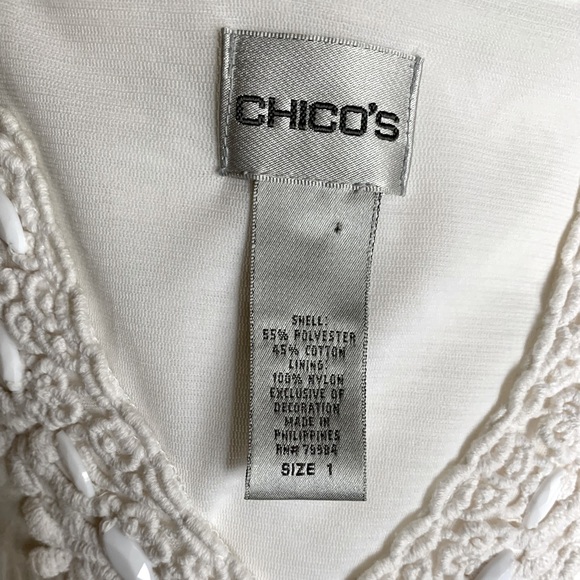 CHICO'S
SHELL:
55% POLYESTER
45% COTTON
LINING:
100% NYLON
EXCLUSIVE OF
DECORATION
MADE IN
PHILIPPINES
RN# 79984
SIZE 1